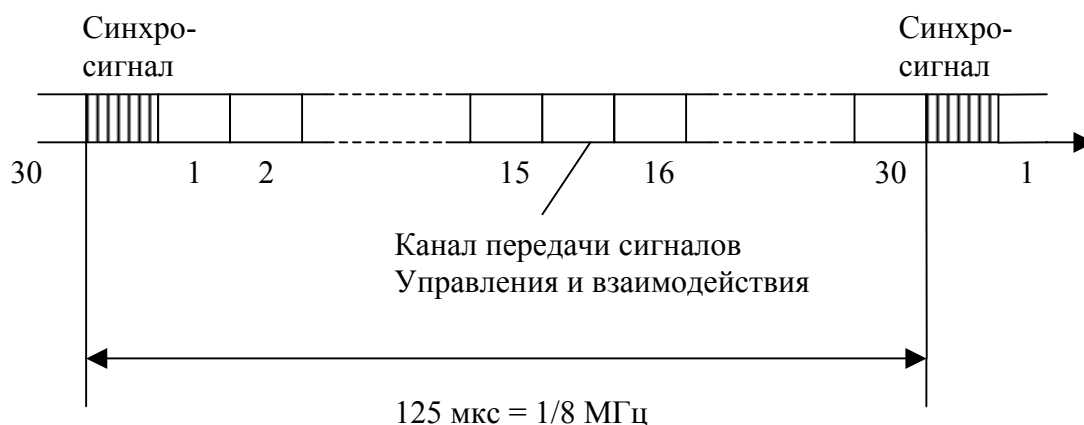 Синхро-
сигнал
Синхро-
сигнал
30 1 2 15 16 30 1
Канал передачи сигналов
Управления и взаимодействия
125 мкс = 1/8 МГц